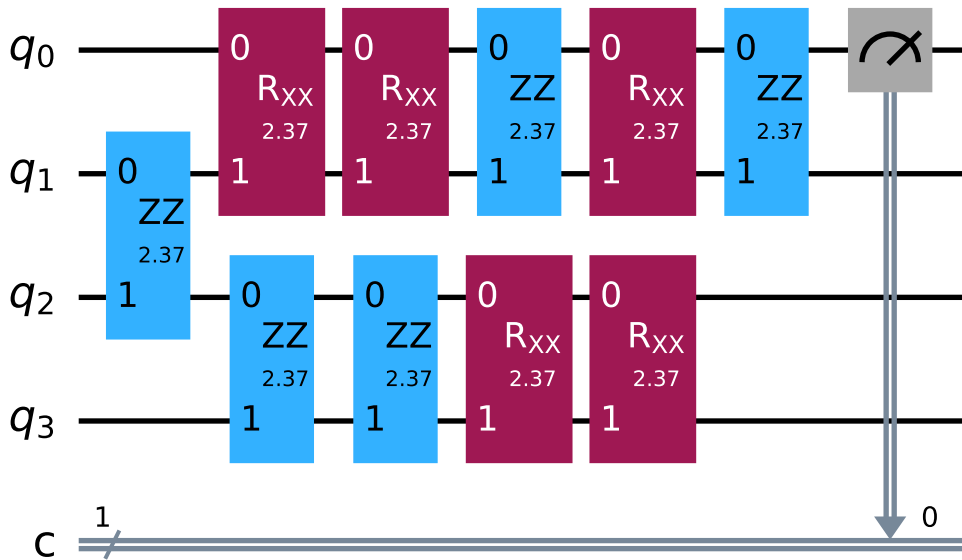 q0 0 0 0 0 0
RXX RXX ZZ RXX ZZ
2.37 2.37 2.37 2.37 2.37
q1 0 1 1 1 1 1
ZZ
2.37
q2 1 0 0 0 0
ZZ ZZ RXX RXX
2.37 2.37 2.37 2.37
q3 1 1 1 1
1 0
c